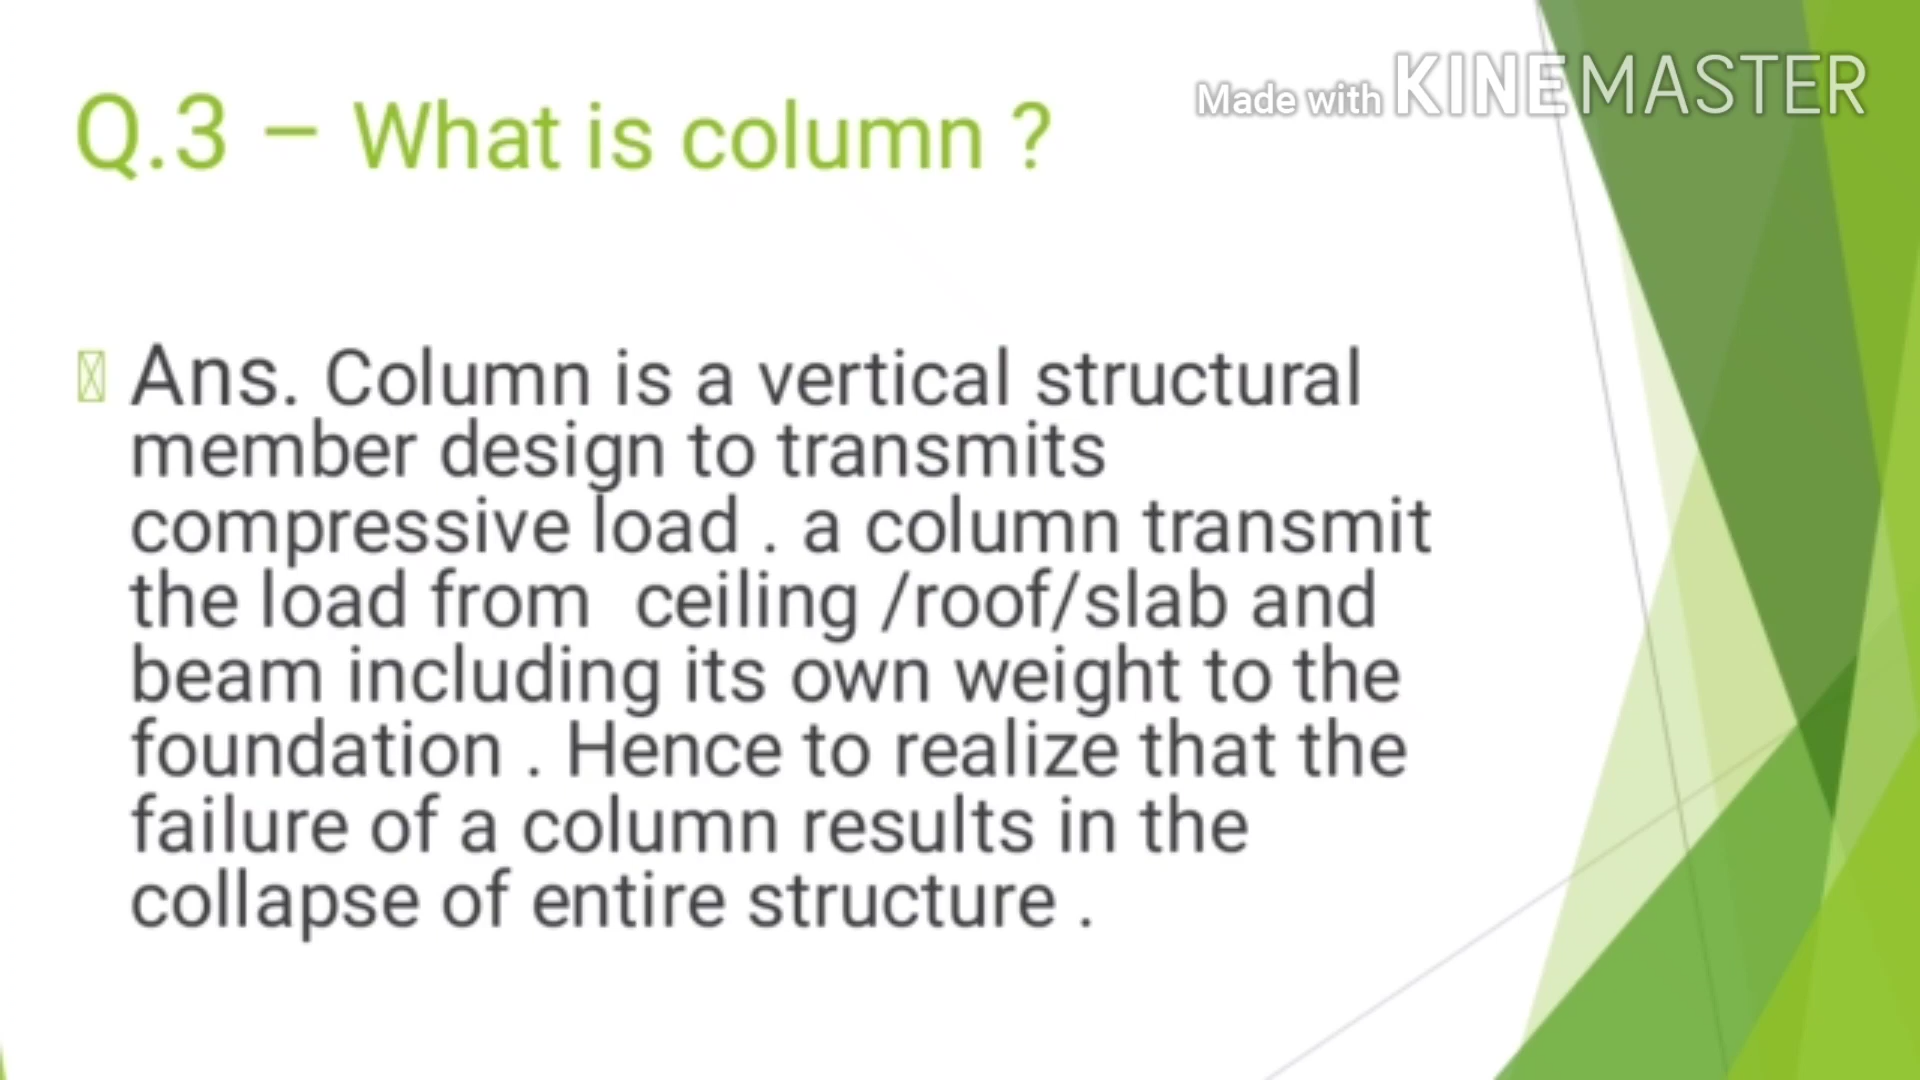 Made with KINEMASTER
Q.3 – What is column ?
Ans. Column is a vertical structural
member design to transmits
compressive load . a column transmit
the load from ceiling /roof/slab and
beam including its own weight to the
foundation . Hence to realize that the
failure of a column results in the
collapse of entire structure .